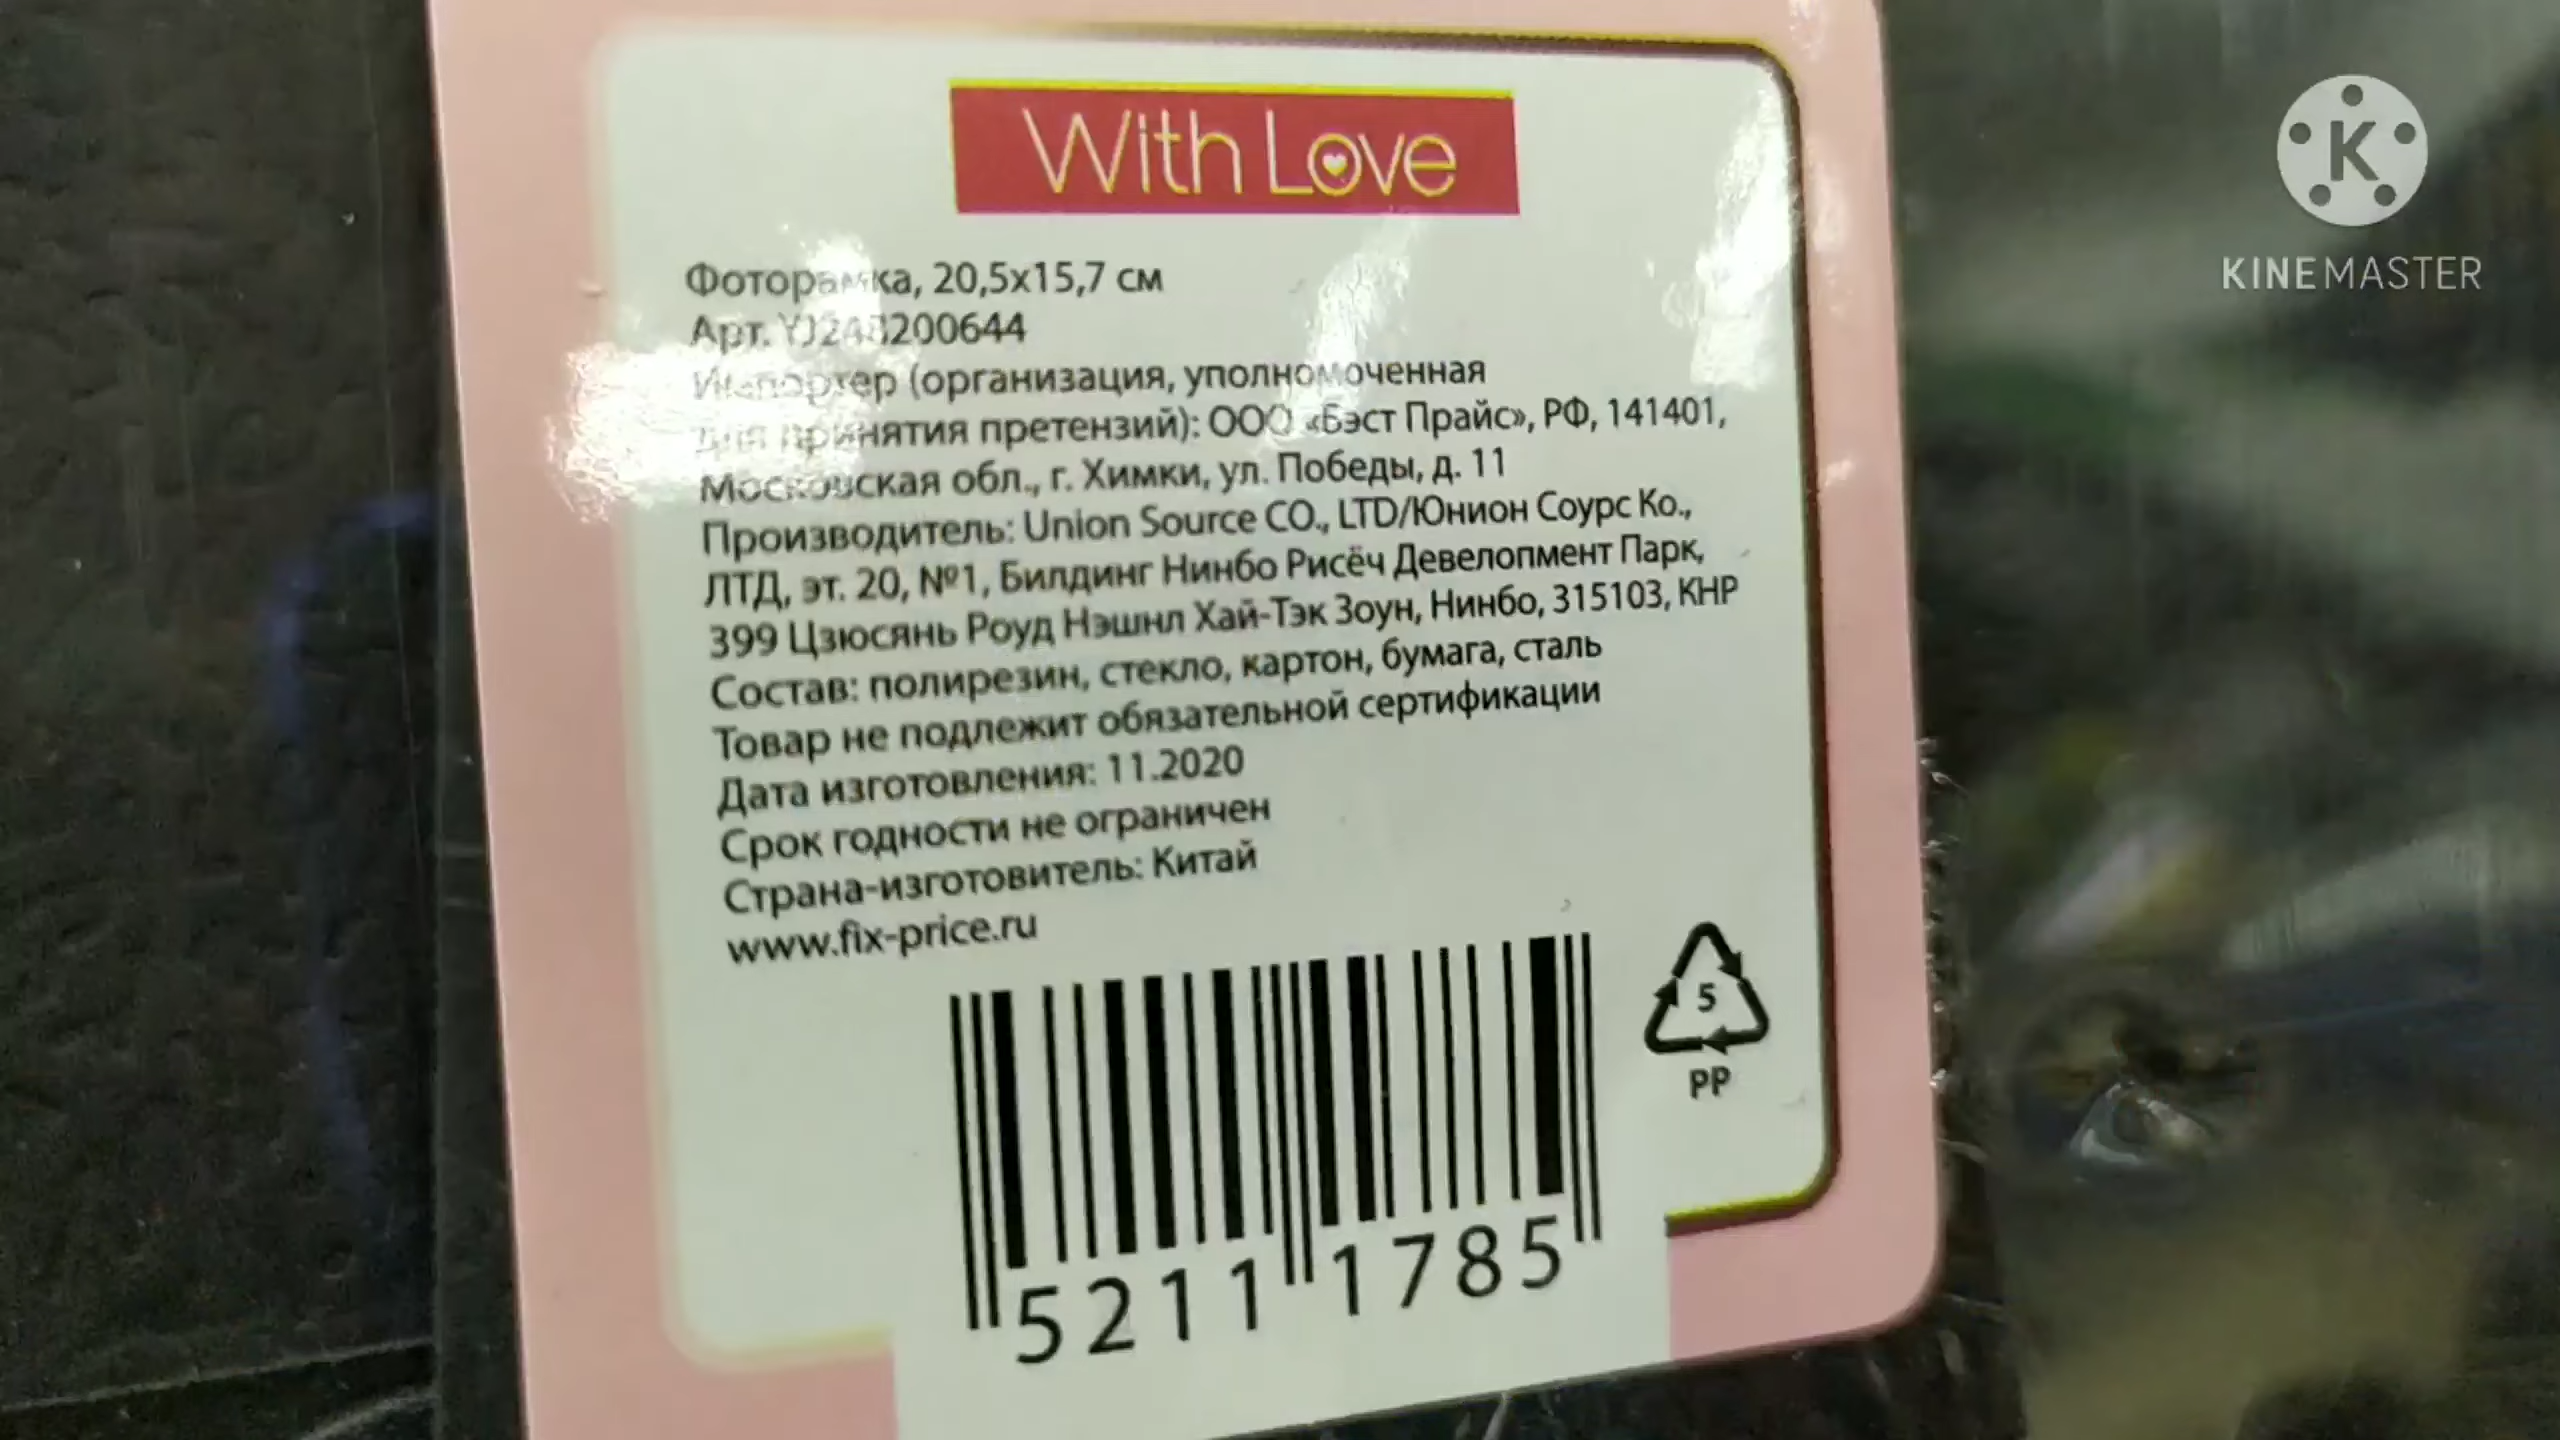 With Love
Фоторамка, 20,5х15,7 см
Арт. YJ248200644
Импортер (организация, уполномоченная
для принятия претензий): ООО «Бэст Прайс», РФ, 141401,
Московская обл., г. Химки, ул. Победы, д. 11
Производитель: Union Source CO., LTD/Юнион Соурс Ко.,
ЛТД, эт. 20, №1, Билдинг Нинбо Рисёч Девелопмент Парк,
399 Цзюсянь Роуд Нэшнл Хай-Тэк Зоун, Нинбо, 315103, КНР
Состав: полирезин, стекло, картон, бумага, сталь
Товар не подлежит обязательной сертификации
Дата изготовления: 11.2020
Срок годности не ограничен
Страна-изготовитель: Китай
www.fix-price.ru
5
PP
5211 1785
K
KINEMASTER